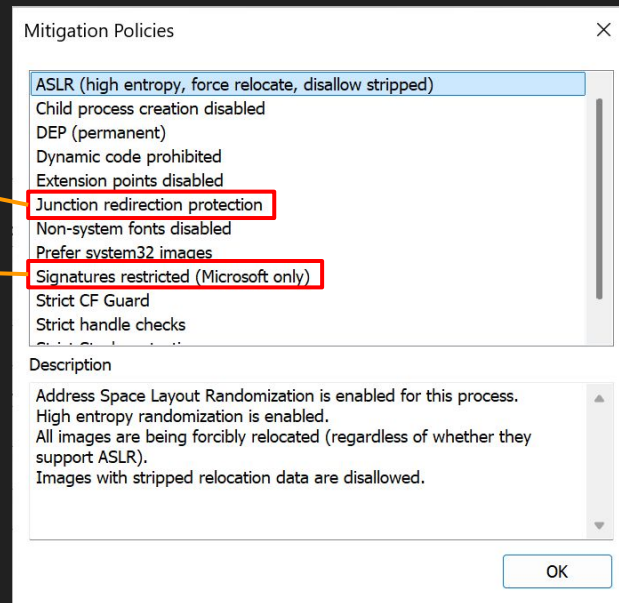 Mitigation Policies
ASLR (high entropy, force relocate, disallow stripped)
Child process creation disabled
DEP (permanent)
Dynamic code prohibited
Extension points disabled
Junction redirection protection
Non-system fonts disabled
Prefer system32 images
Signatures restricted (Microsoft only)
Strict CF Guard
Strict handle checks
Description
Address Space Layout Randomization is enabled for this process.
High entropy randomization is enabled.
All images are being forcibly relocated (regardless of whether they
support ASLR).
Images with stripped relocation data are disallowed.
OK